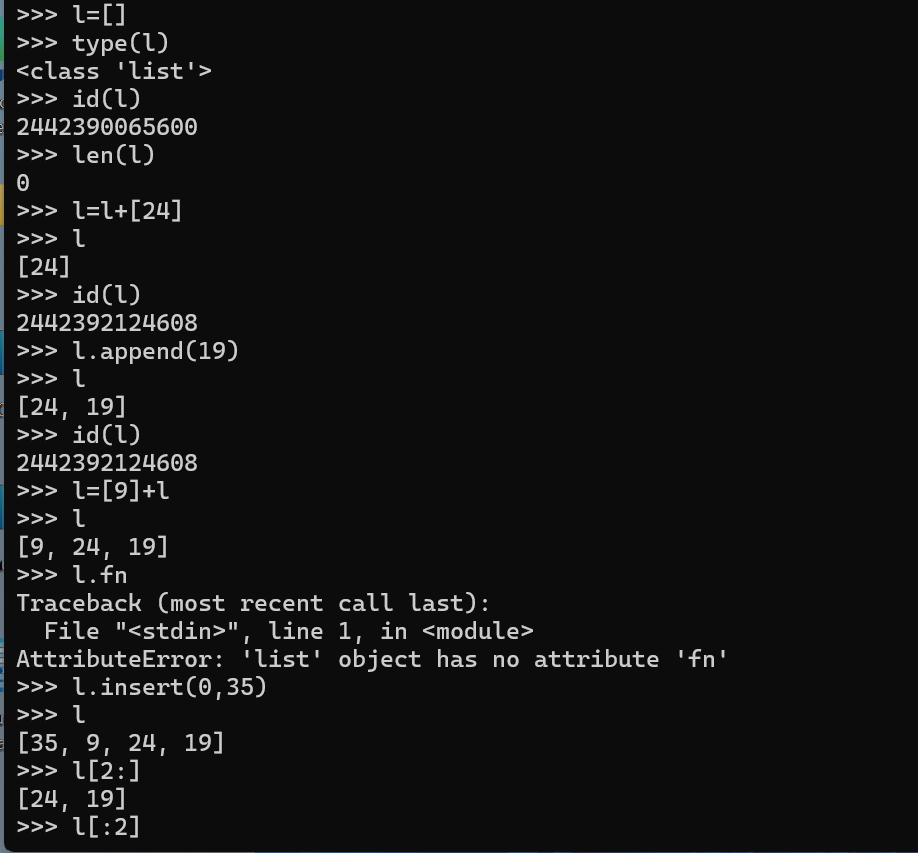 >>> l=[]
>>> type(l)
<class 'list'>
>>> id(l)
2442390065600
>>> len(l)
0
>>> l=l+[24]
>>> l
[24]
>>> id(l)
2442392124608
>>> l.append(19)
>>> l
[24, 19]
>>> id(l)
2442392124608
>>> l=[9]+l
>>> l
[9, 24, 19]
>>> l.fn
Traceback (most recent call last):
  File "<stdin>", line 1, in <module>
AttributeError: 'list' object has no attribute 'fn'
>>> l.insert(0,35)
>>> l
[35, 9, 24, 19]
>>> l[2:]
[24, 19]
>>> l[:2]